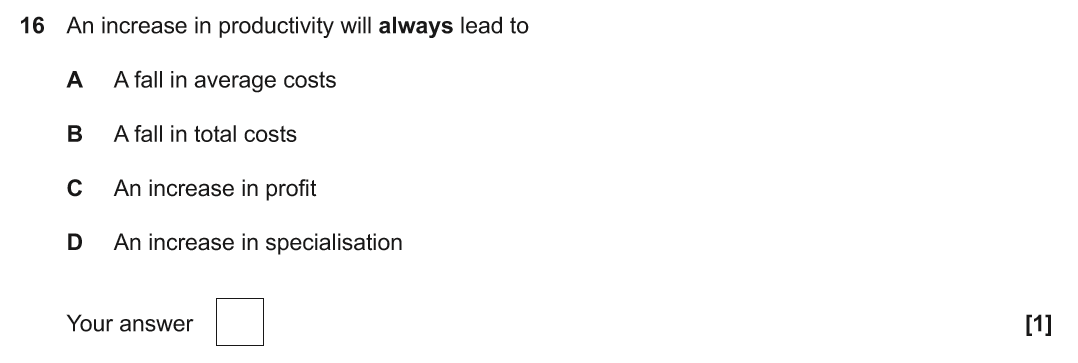 16 An increase in productivity will always lead to
A A fall in average costs
B A fall in total costs
C An increase in profit
D An increase in specialisation
Your answer [1]